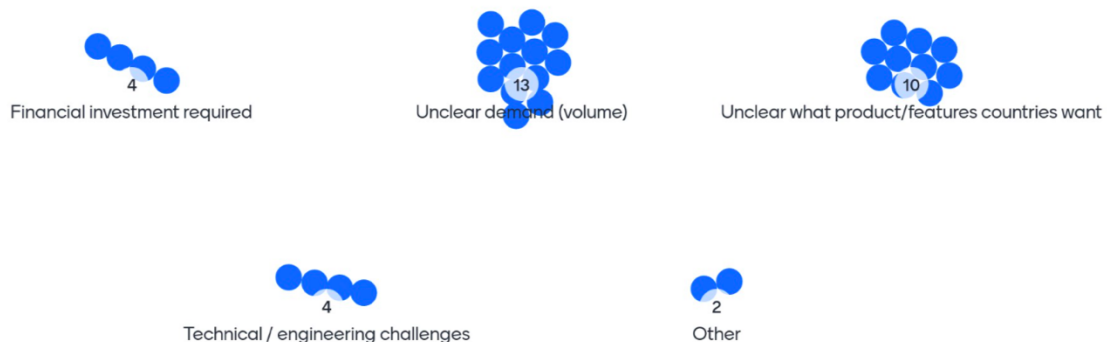 4
Financial investment required
13
Unclear demand (volume)
10
Unclear what product/features countries want
4
Technical / engineering challenges
2
Other